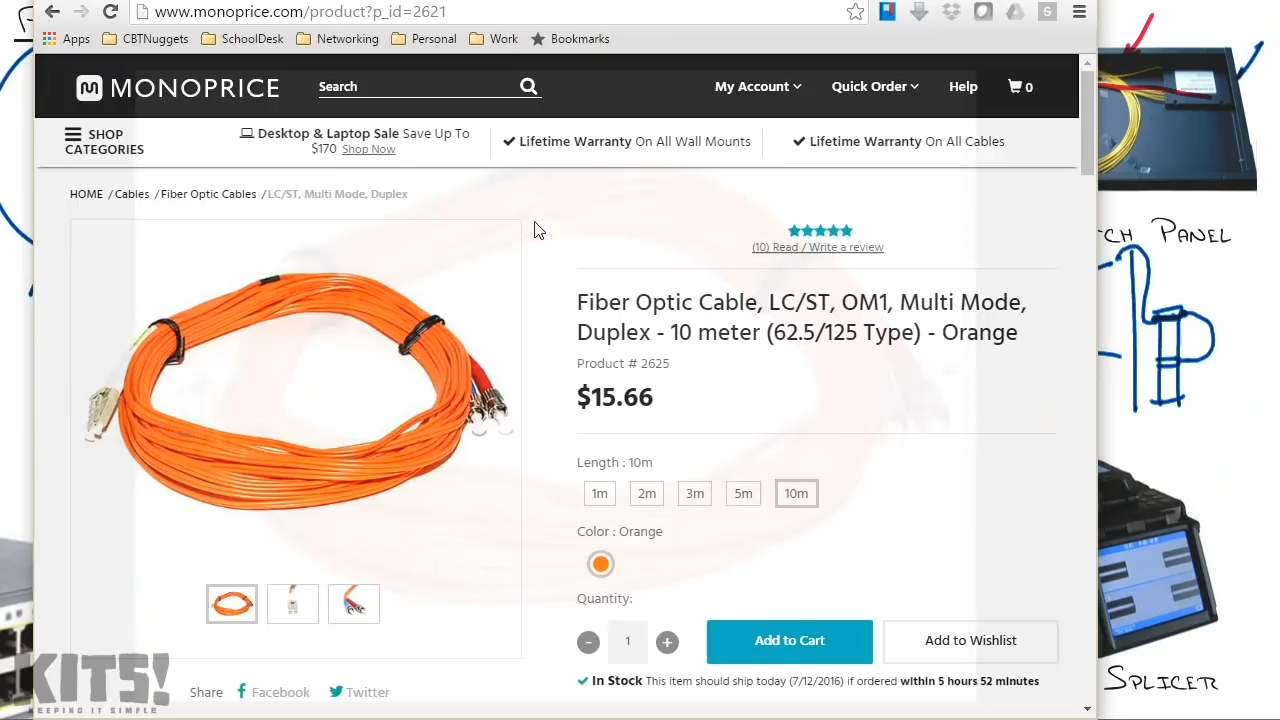 www.monoprice.com/product?p_id=2621
Apps CBTNuggets SchoolDesk Networking Personal Work Bookmarks
MONOPRICE Search My Account Quick Order Help 0
SHOP CATEGORIES
Desktop & Laptop Sale Save Up To
$170 Shop Now
Lifetime Warranty On All Wall Mounts
Lifetime Warranty On All Cables
HOME / Cables / Fiber Optic Cables / LC/ST, Multi Mode, Duplex
(10) Read / Write a review
Fiber Optic Cable, LC/ST, OM1, Multi Mode,
Duplex - 10 meter (62.5/125 Type) - Orange
Product # 2625
$15.66
Length : 10m
1m 2m 3m 5m 10m
Color : Orange
Quantity:
- 1 + Add to Cart Add to Wishlist
In Stock This item should ship today (7/12/2016) if ordered within 5 hours 52 minutes
Share Facebook Twitter
TCH PANEL
SPLICER
KITS!
KEEPING IT SIMPLE